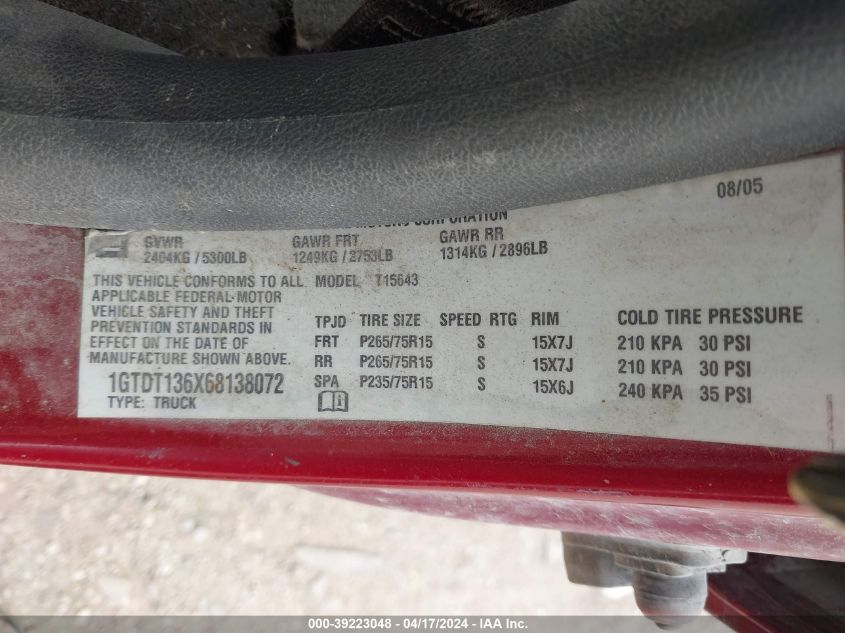 08/05
CORPORATION
GVWR GAWR FRT GAWR RR
2404KG / 5300LB 1249KG / 2753LB 1314KG / 2896LB
THIS VEHICLE CONFORMS TO ALL MODEL T15643
APPLICABLE FEDERAL MOTOR
VEHICLE SAFETY AND THEFT
PREVENTION STANDARDS IN
EFFECT ON THE DATE OF
MANUFACTURE SHOWN ABOVE.
1GTDT136X68138072
TYPE: TRUCK
TPJD TIRE SIZE SPEED RTG RIM COLD TIRE PRESSURE
FRT P265/75R15 S 15X7J 210 KPA 30 PSI
RR P265/75R15 S 15X7J 210 KPA 30 PSI
SPA P235/75R15 S 15X6J 240 KPA 35 PSI
000-39223048 - 04/17/2024 - IAA Inc.